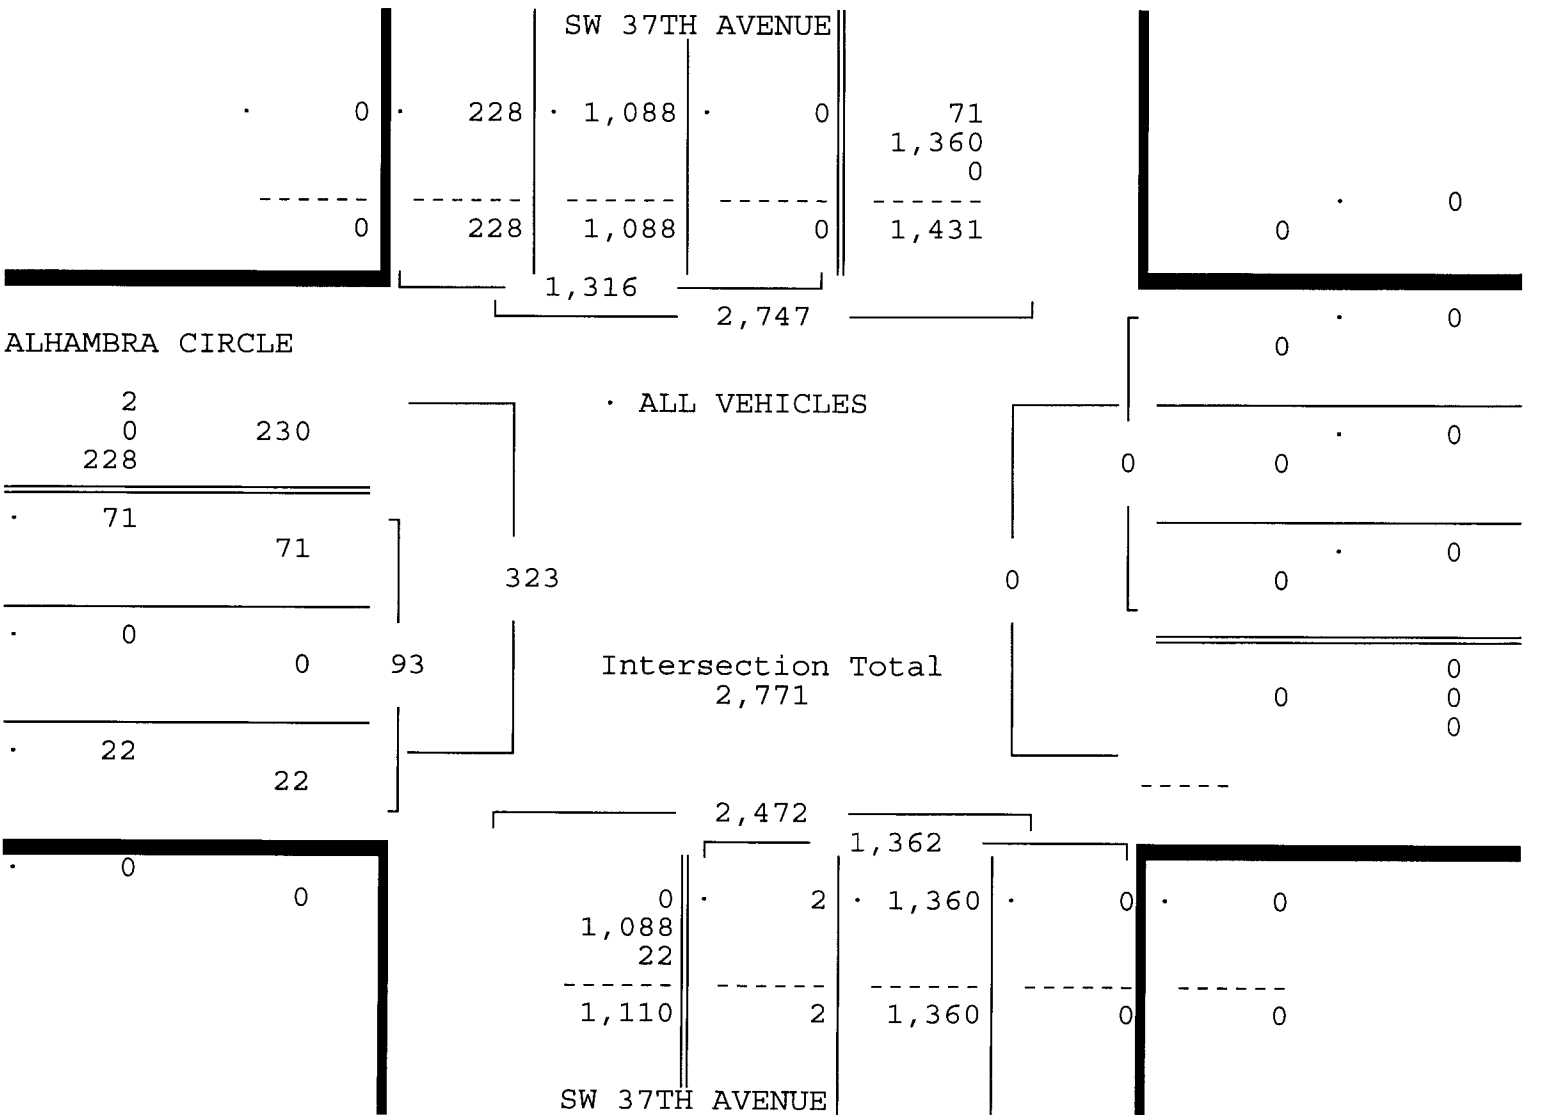 SW 37TH AVENUE
· 0 · 228 · 1,088 · 0 71
1,360
0
------ ------ ------ ------ ------ · 0
0 228 1,088 0 1,431 0
1,316
2,747 · 0
ALHAMBRA CIRCLE 0
2 · ALL VEHICLES
0 230 · 0
228 0 0
· 71
71 · 0
323 0 0
· 0
0 93 Intersection Total 0
2,771 0 0
0
· 22
22 -----
2,472
1,362
· 0
0 0 · 2 · 1,360 · 0 · 0
1,088
22
------ ------ ------ ------ ------
1,110 2 1,360 0 0
SW 37TH AVENUE